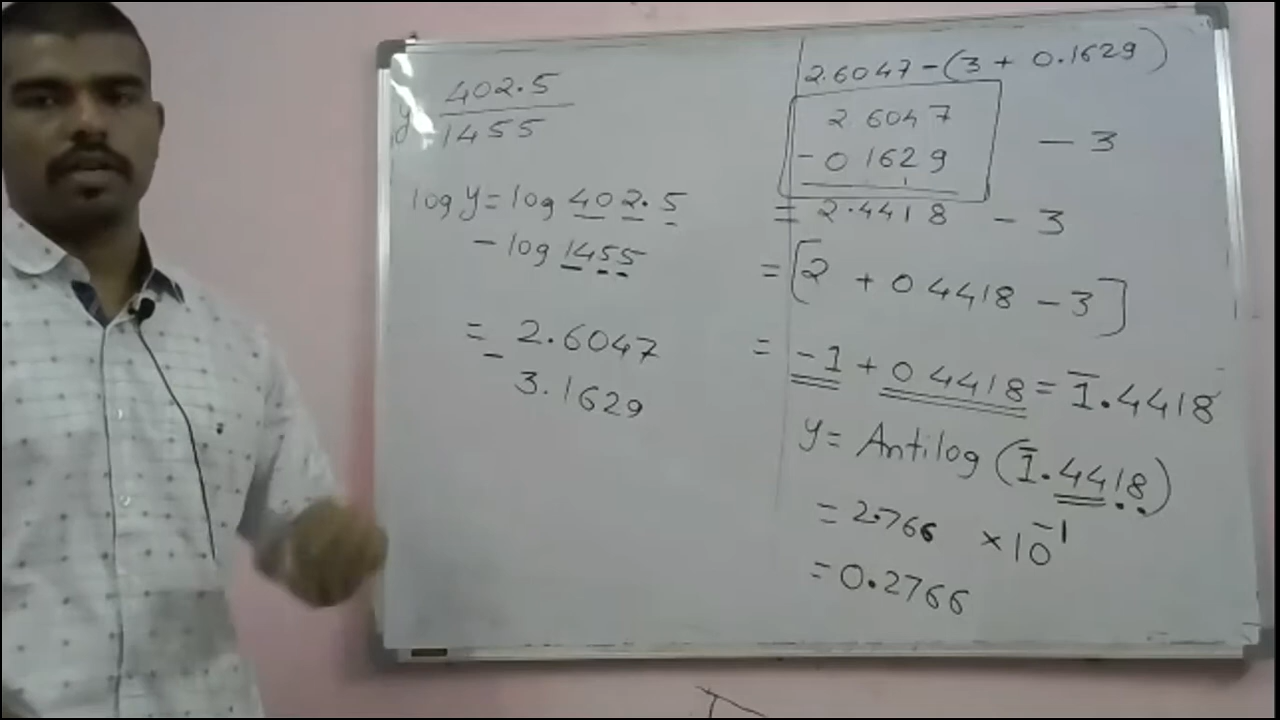 y = 402.5
1455
log y = log 402.5
- log 1455
= 2.6047
- 3.1629
2.6047 - (3 + 0.1629)
2.6047
- 0 1629 - 3
= 2.4418 - 3
= [2 + 0 4418 - 3]
= -1 + 0 4418 = 1̅.4418
y = Antilog (1̅.4418)
= 2.766 × 10⁻¹
= 0.2766